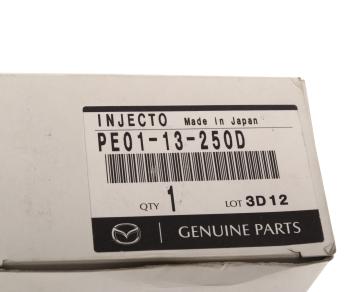 INJECTO Made in Japan
PE01-13-250D
QTY 1 LOT 3D12
GENUINE PARTS